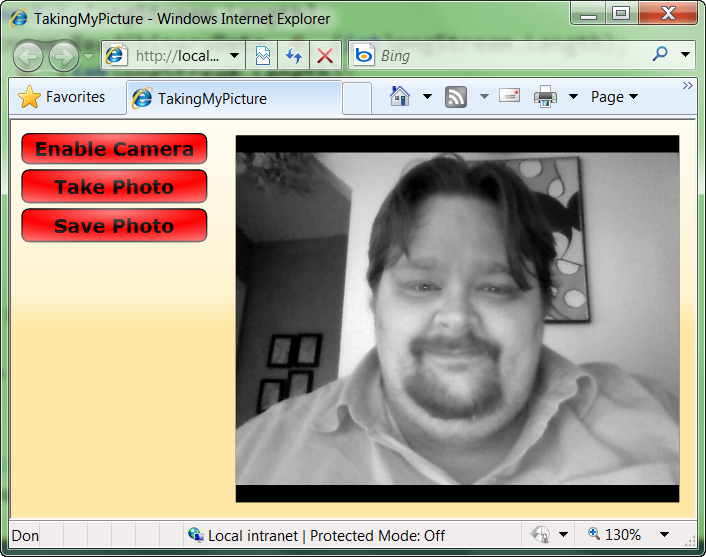 TakingMyPicture - Windows Internet Explorer
http://local...
Bing
Favorites
TakingMyPicture
Page
Enable Camera
Take Photo
Save Photo
Don
Local intranet | Protected Mode: Off
130%